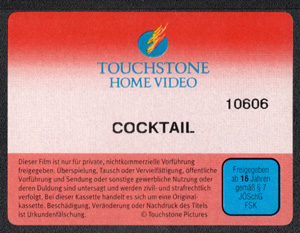 TOUCHSTONE
HOME VIDEO
10606
COCKTAIL
Dieser Film ist nur für private, nichtkommerzielle Vorführung
freigegeben. Überspielung, Tausch oder Vervielfältigung, öffentliche
Vorführung und Sendung oder sonstige gewerbliche Nutzung oder
deren Duldung sind untersagt und werden zivil- und strafrechtlich
verfolgt. Bei dieser Kassette handelt es sich um eine Original
kassette. Beschädigung, Veränderung oder Nachdruck des Titels
ist Urkundenfälschung.
© Touchstone Pictures
Freigegeben
ab 16 Jahren
gemäß § 7
JÖSchG
FSK